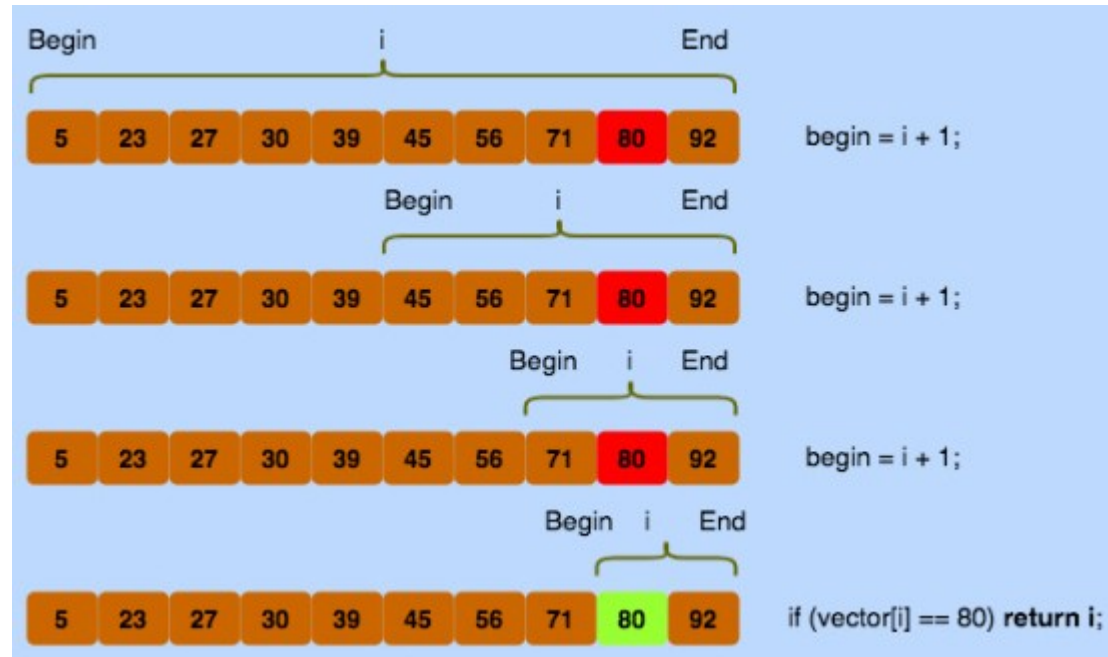 Begin i End
5 23 27 30 39 45 56 71 80 92 begin = i + 1;
Begin i End
5 23 27 30 39 45 56 71 80 92 begin = i + 1;
Begin i End
5 23 27 30 39 45 56 71 80 92 begin = i + 1;
Begin i End
5 23 27 30 39 45 56 71 80 92 if (vector[i] == 80) return i;